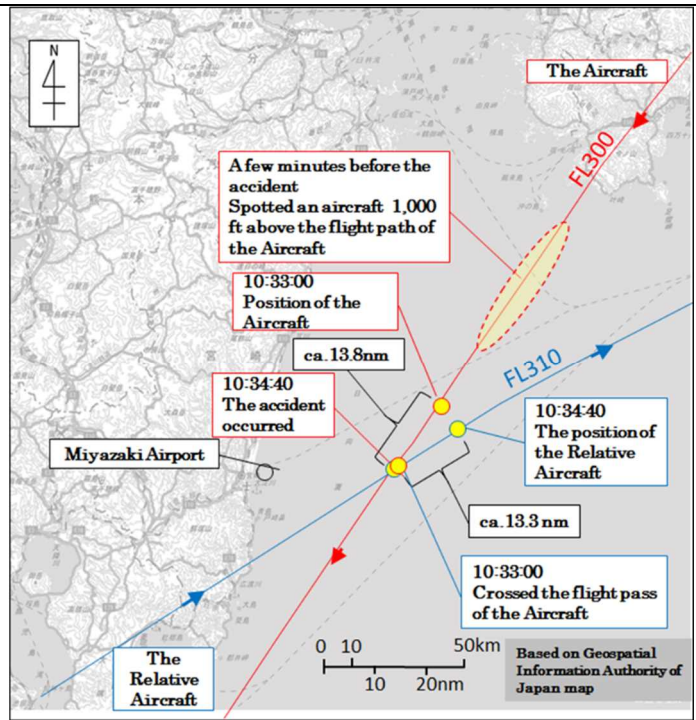 N
The Aircraft
FL300
A few minutes before the
accident
Spotted an aircraft 1,000
ft above the flight path of
the Aircraft
10:33:00
Position of the
Aircraft
ca.13.8nm
FL310
10:34:40
The accident
occurred
10:34:40
The position of
the Relative
Aircraft
Miyazaki Airport
ca.13.3 nm
10:33:00
Crossed the flight pass
of the Aircraft
The
Relative
Aircraft
0 10 50km
10 20nm
Based on Geospatial
Information Authority of
Japan map